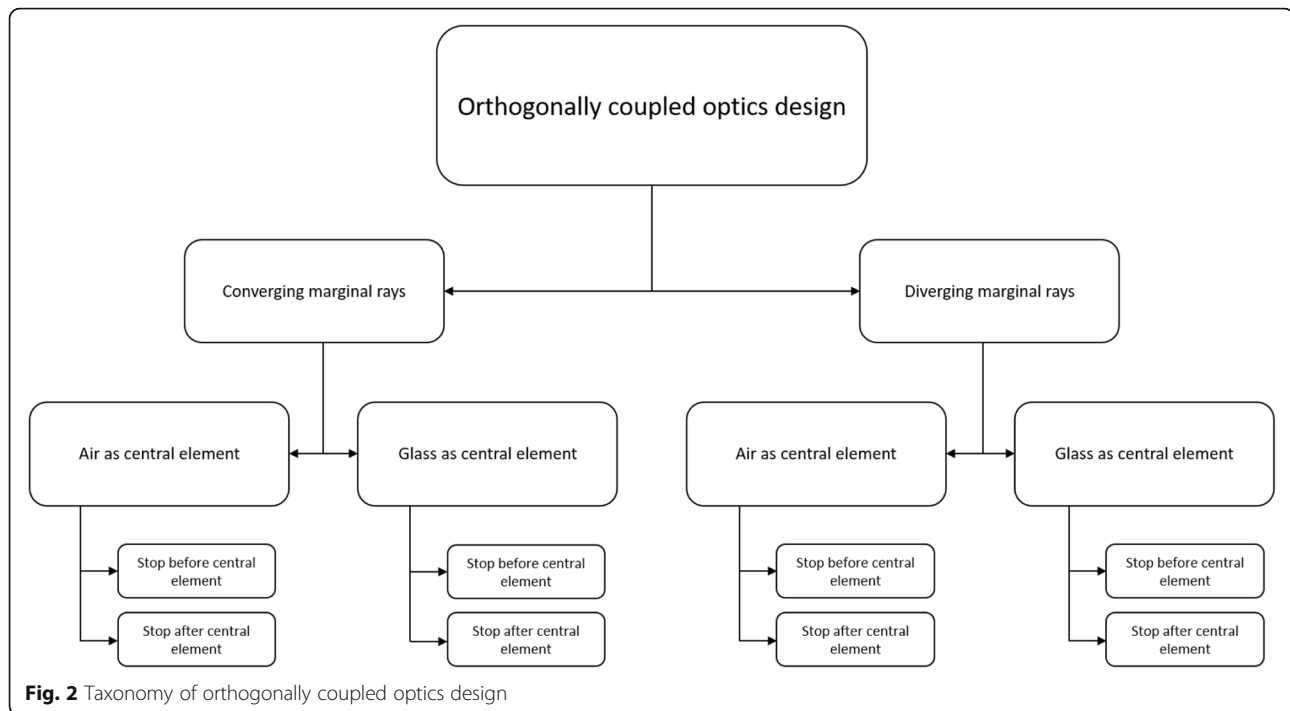 Orthogonally coupled optics design
Converging marginal rays
Diverging marginal rays
Air as central element
Glass as central element
Air as central element
Glass as central element
Stop before central
element
Stop before central
element
Stop before central
element
Stop before central
element
Stop after central
element
Stop after central
element
Stop after central
element
Stop after central
element
Fig. 2 Taxonomy of orthogonally coupled optics design